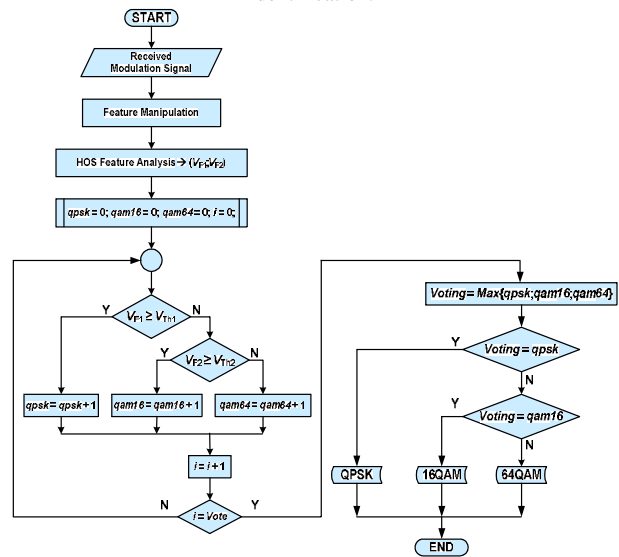 START
Received
Modulation Signal
Feature Manipulation
HOS Feature Analysis→(VF1;VF2)
qpsk=0; qam16=0; qam64=0; i=0;
Y
VF1≥VTh1
N
Y
VF2≥VTh2
N
qpsk=qpsk+1
qam16=qam16+1
qam64=qam64+1
i=i+1
N
i=Vote
Y
Voting=Max{qpsk;qam16;qam64}
Y
Voting=qpsk
N
Y
Voting=qam16
N
QPSK
16QAM
64QAM
END